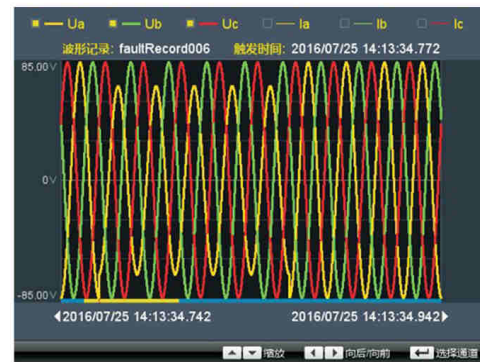 Ua Ub Uc Ia Ib Ic
波形记录: faultRecord006 触发时间: 2016/07/25 14:13:34.772
85.00V
0V
-85.00V
2016/07/25 14:13:34.742 2016/07/25 14:13:34.942
缩放 向后/向前 选择通道